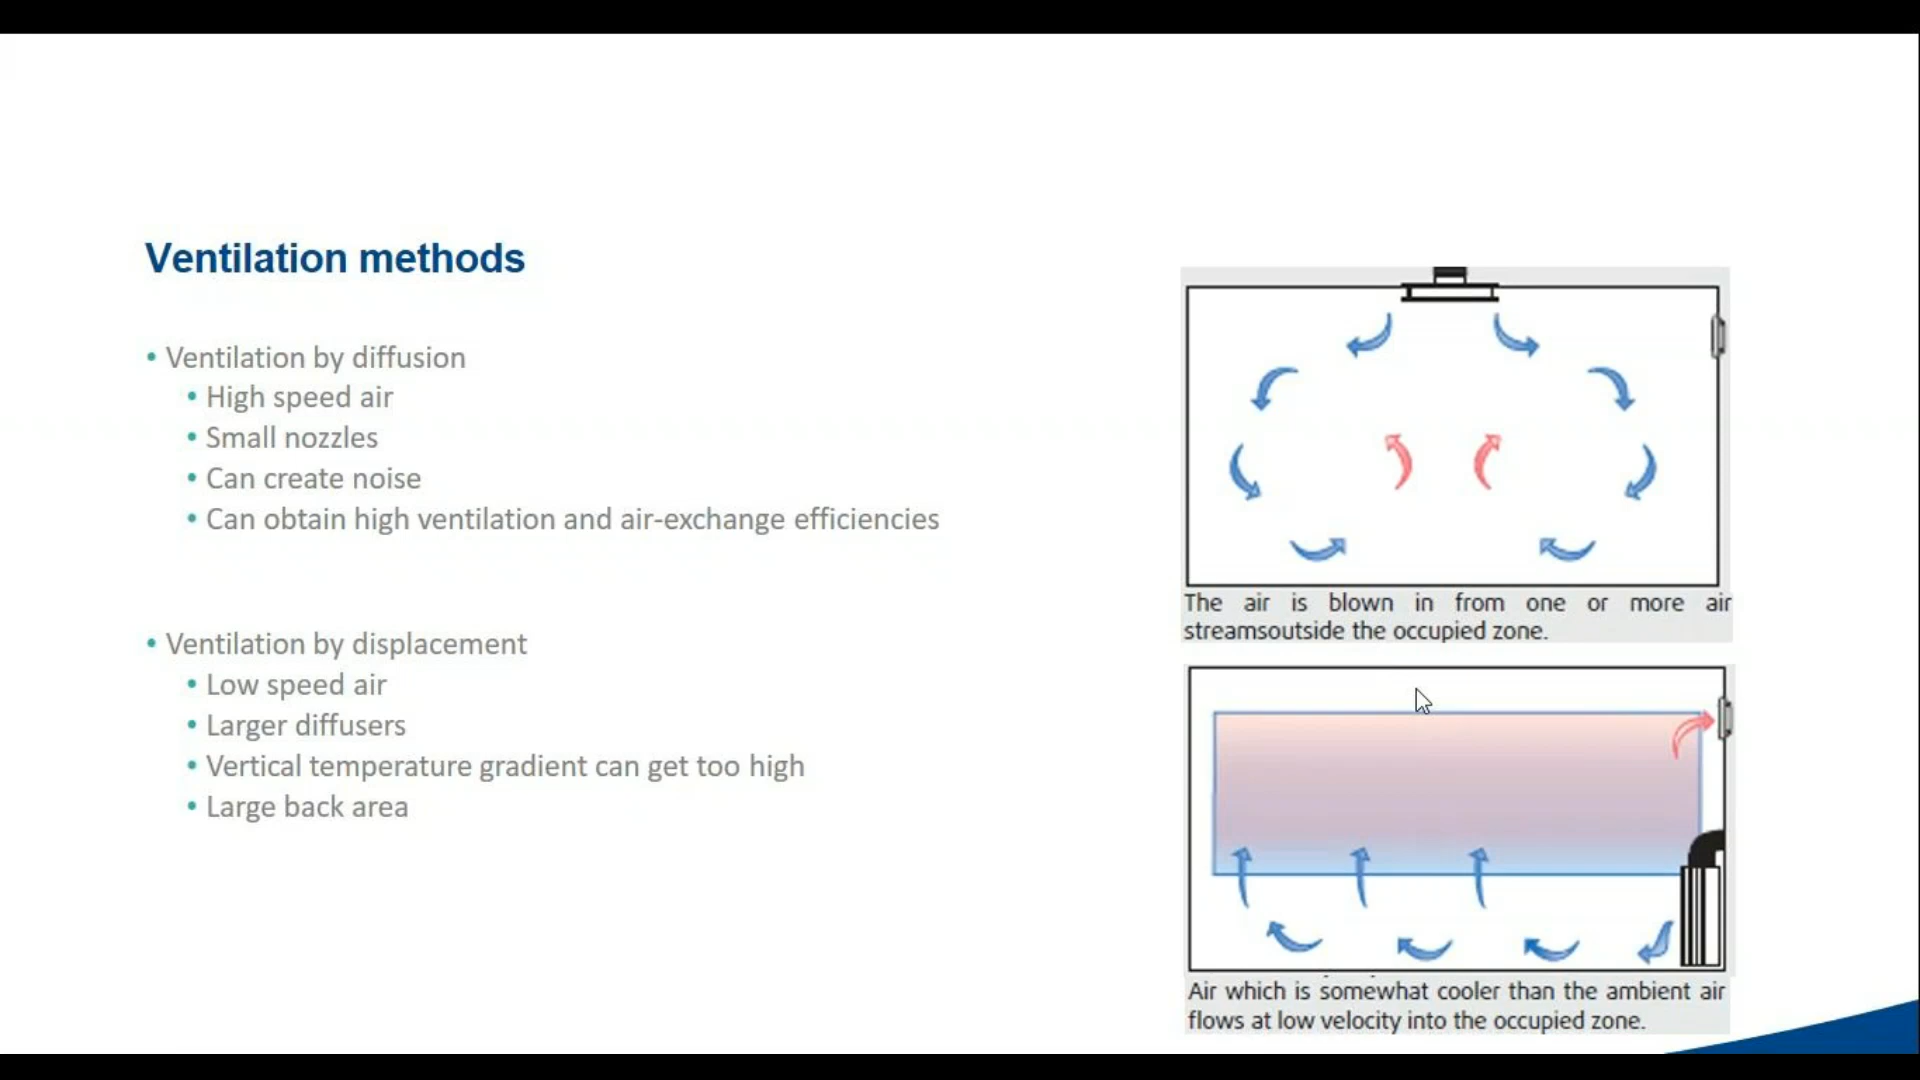 Ventilation methods
• Ventilation by diffusion
• High speed air
• Small nozzles
• Can create noise
• Can obtain high ventilation and air-exchange efficiencies
• Ventilation by displacement
• Low speed air
• Larger diffusers
• Vertical temperature gradient can get too high
• Large back area
The air is blown in from one or more air
streamsoutside the occupied zone.
Air which is somewhat cooler than the ambient air
flows at low velocity into the occupied zone.